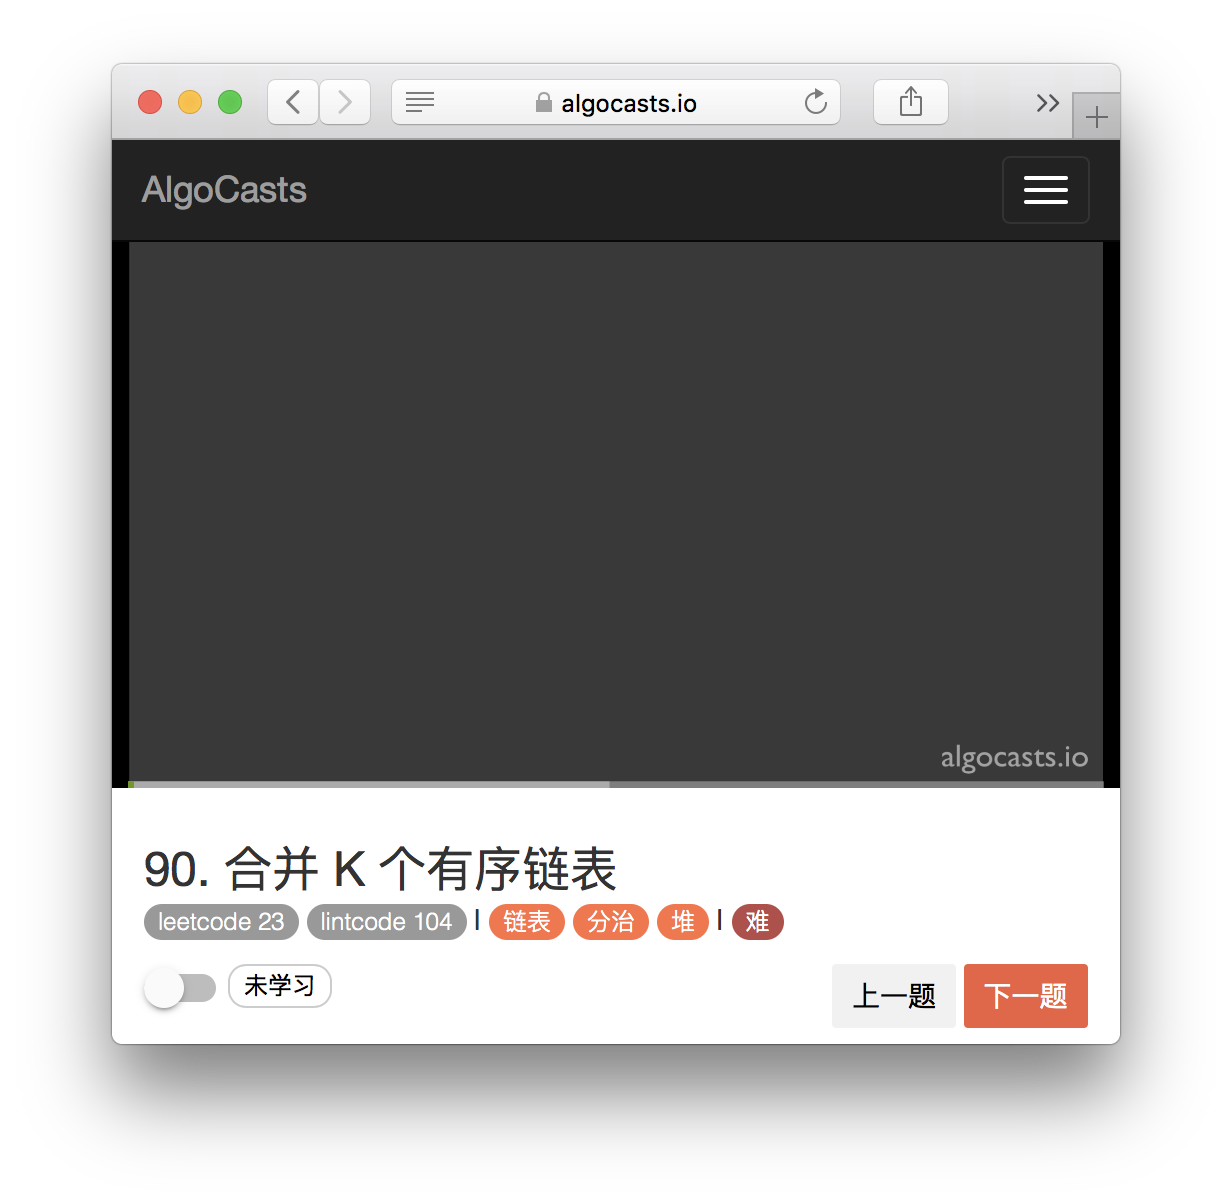 algocasts.io
AlgoCasts
algocasts.io
90. 合并 K 个有序链表
leetcode 23 lintcode 104 | 链表 分治 堆 | 难
未学习 上一题 下一题